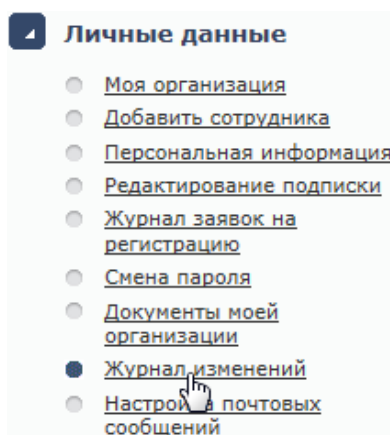 Личные данные
Моя организация
Добавить сотрудника
Персональная информация
Редактирование подписки
Журнал заявок на
регистрацию
Смена пароля
Документы моей
организации
Журнал изменений
Настройка почтовых
сообщений